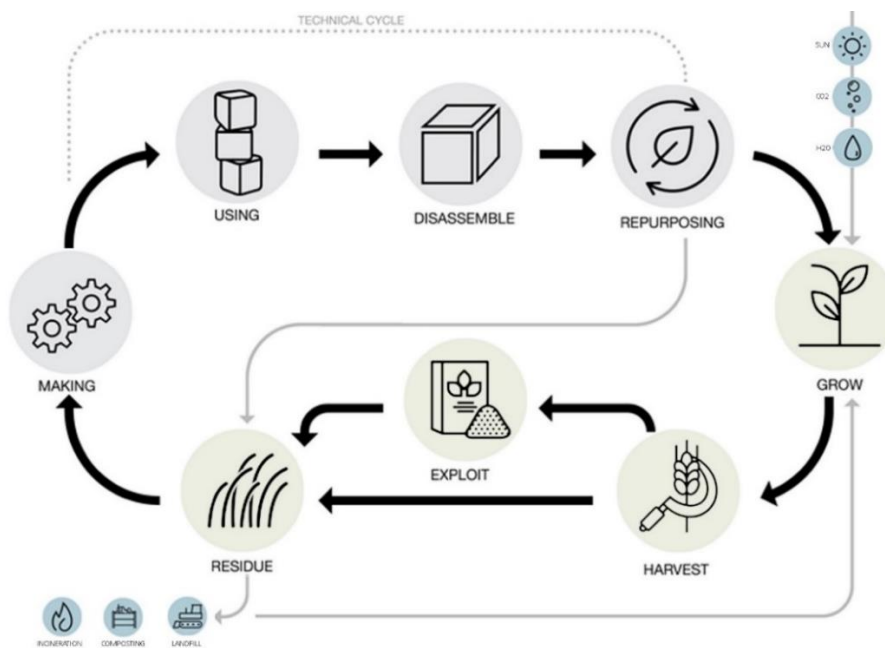 TECHNICAL CYCLE
SUN
CO2
H2O
USING
DISASSEMBLE
REPURPOSING
MAKING
GROW
EXPLOIT
RESIDUE
HARVEST
INCINERATION
COMPOSTING
LANDFILL